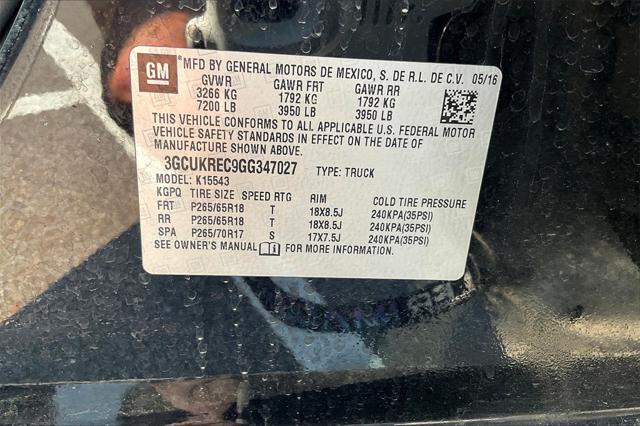 GM
MFD BY GENERAL MOTORS DE MEXICO, S. DE R.L. DE C.V. 05/16
GVWR GAWR FRT GAWR RR
3266 KG 1792 KG 1792 KG
7200 LB 3950 LB 3950 LB
THIS VEHICLE CONFORMS TO ALL APPLICABLE U.S. FEDERAL MOTOR
VEHICLE SAFETY STANDARDS IN EFFECT ON THE DATE OF
MANUFACTURE SHOWN ABOVE.
3GCUKREC9GG347027 TYPE: TRUCK
MODEL: K15543
KGPQ TIRE SIZE SPEED RTG RIM COLD TIRE PRESSURE
FRT P265/65R18 T 18X8.5J 240KPA(35PSI)
RR P265/65R18 T 18X8.5J 240KPA(35PSI)
SPA P265/70R17 S 17X7.5J 240KPA(35PSI)
SEE OWNER'S MANUAL FOR MORE INFORMATION.